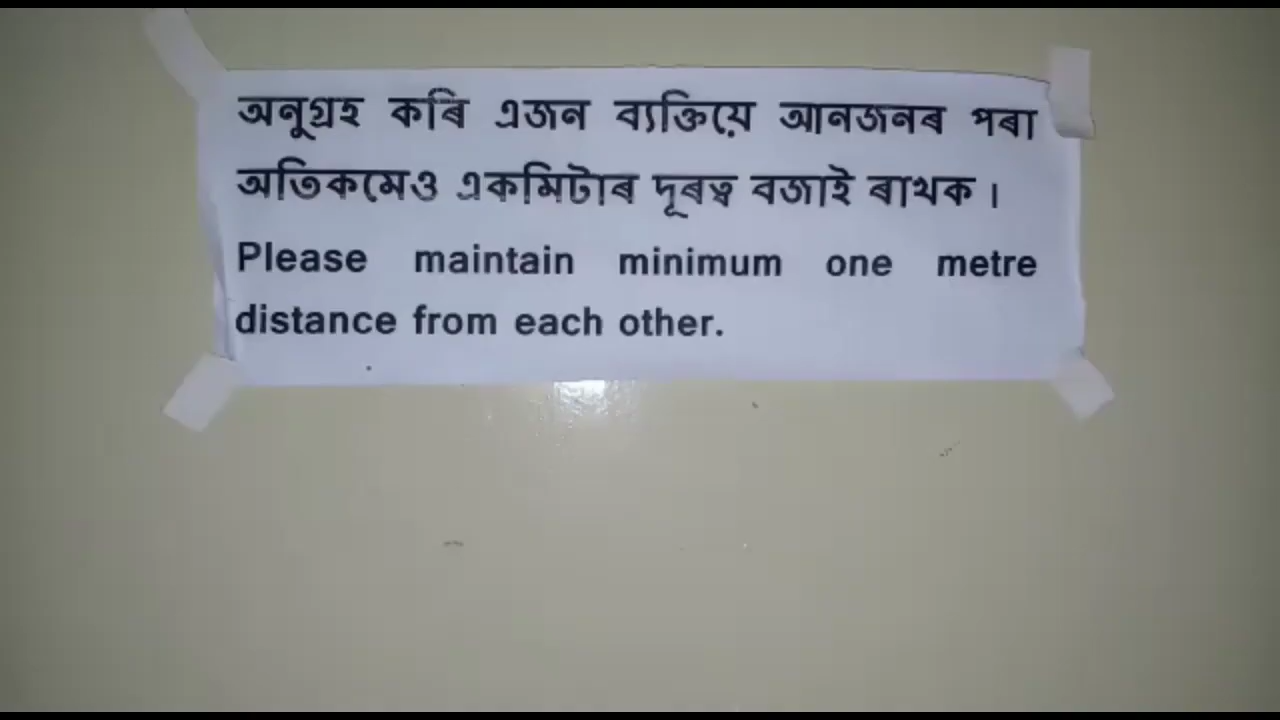 অনুগ্ৰহ কৰি এজন ব্যক্তিয়ে আনজনৰ পৰা
অতিকমেও একমিটাৰ দূৰত্ব বজাই ৰাখক।
Please maintain minimum one metre
distance from each other.